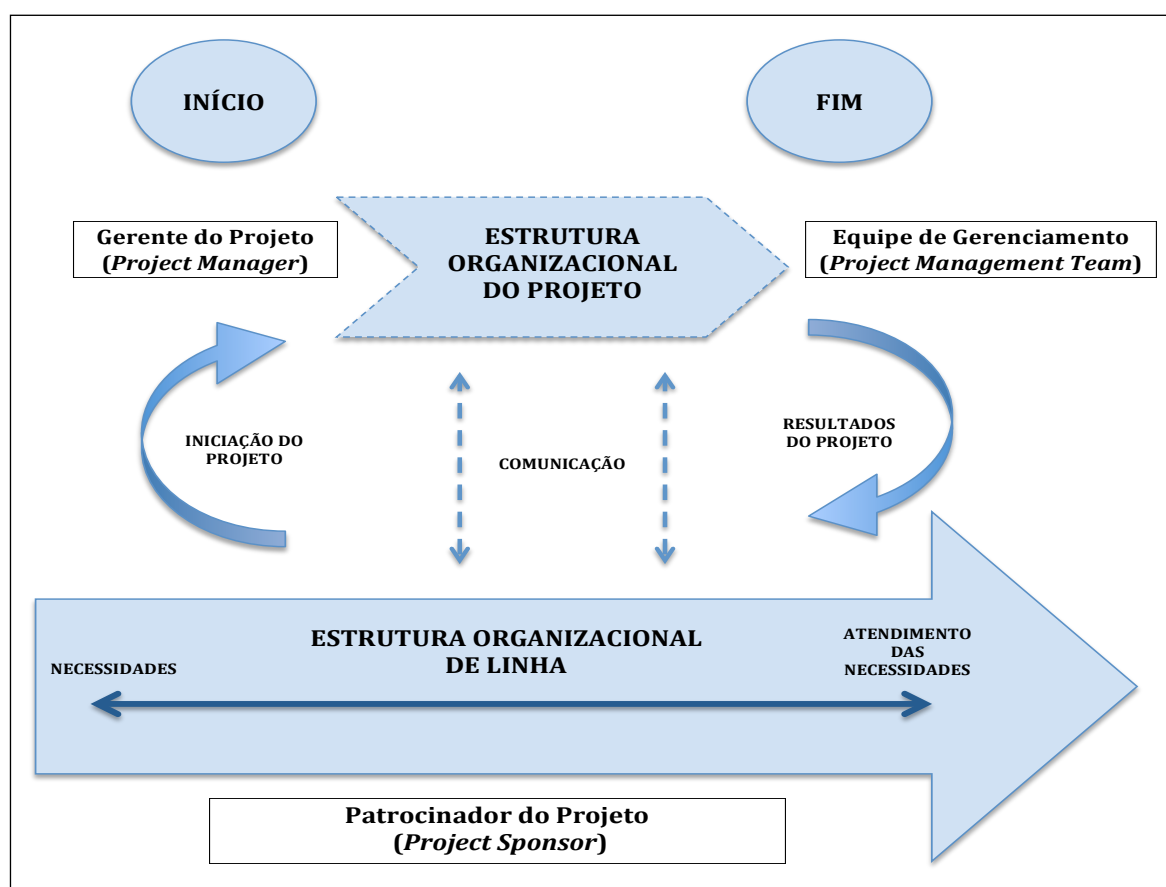 INÍCIO
FIM
Gerente do Projeto
(Project Manager)
ESTRUTURA
ORGANIZACIONAL
DO PROJETO
Equipe de Gerenciamento
(Project Management Team)
INICIAÇÃO DO
PROJETO
COMUNICAÇÃO
RESULTADOS
DO PROJETO
NECESSIDADES
ESTRUTURA ORGANIZACIONAL
DE LINHA
ATENDIMENTO
DAS
NECESSIDADES
Patrocinador do Projeto
(Project Sponsor)